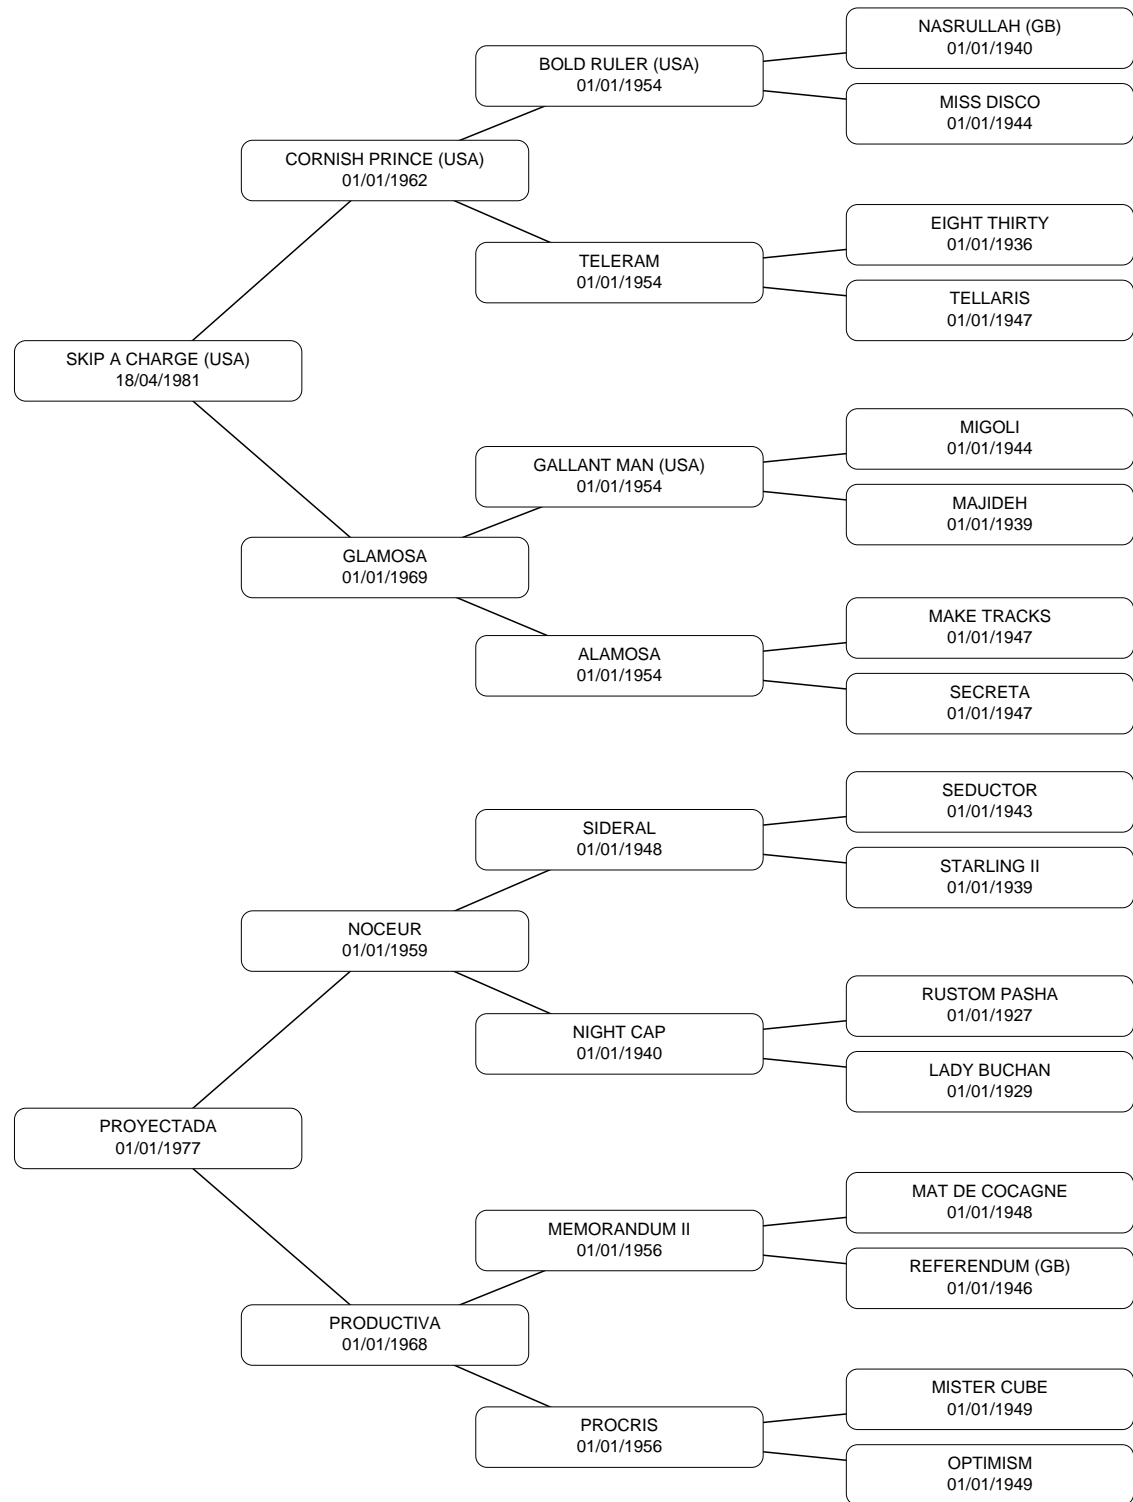 NASRULLAH (GB)
01/01/1940
BOLD RULER (USA)
01/01/1954
MISS DISCO
01/01/1944
CORNISH PRINCE (USA)
01/01/1962
EIGHT THIRTY
01/01/1936
TELERAM
01/01/1954
TELLARIS
01/01/1947
SKIP A CHARGE (USA)
18/04/1981
MIGOLI
01/01/1944
GALLANT MAN (USA)
01/01/1954
MAJIDEH
01/01/1939
GLAMOSA
01/01/1969
MAKE TRACKS
01/01/1947
ALAMOSA
01/01/1954
SECRETA
01/01/1947
SEDUCTOR
01/01/1943
SIDERAL
01/01/1948
STARLING II
01/01/1939
NOCEUR
01/01/1959
RUSTOM PASHA
01/01/1927
NIGHT CAP
01/01/1940
LADY BUCHAN
01/01/1929
PROYECTADA
01/01/1977
MAT DE COCAGNE
01/01/1948
MEMORANDUM II
01/01/1956
REFERENDUM (GB)
01/01/1946
PRODUCTIVA
01/01/1968
MISTER CUBE
01/01/1949
PROCRIS
01/01/1956
OPTIMISM
01/01/1949